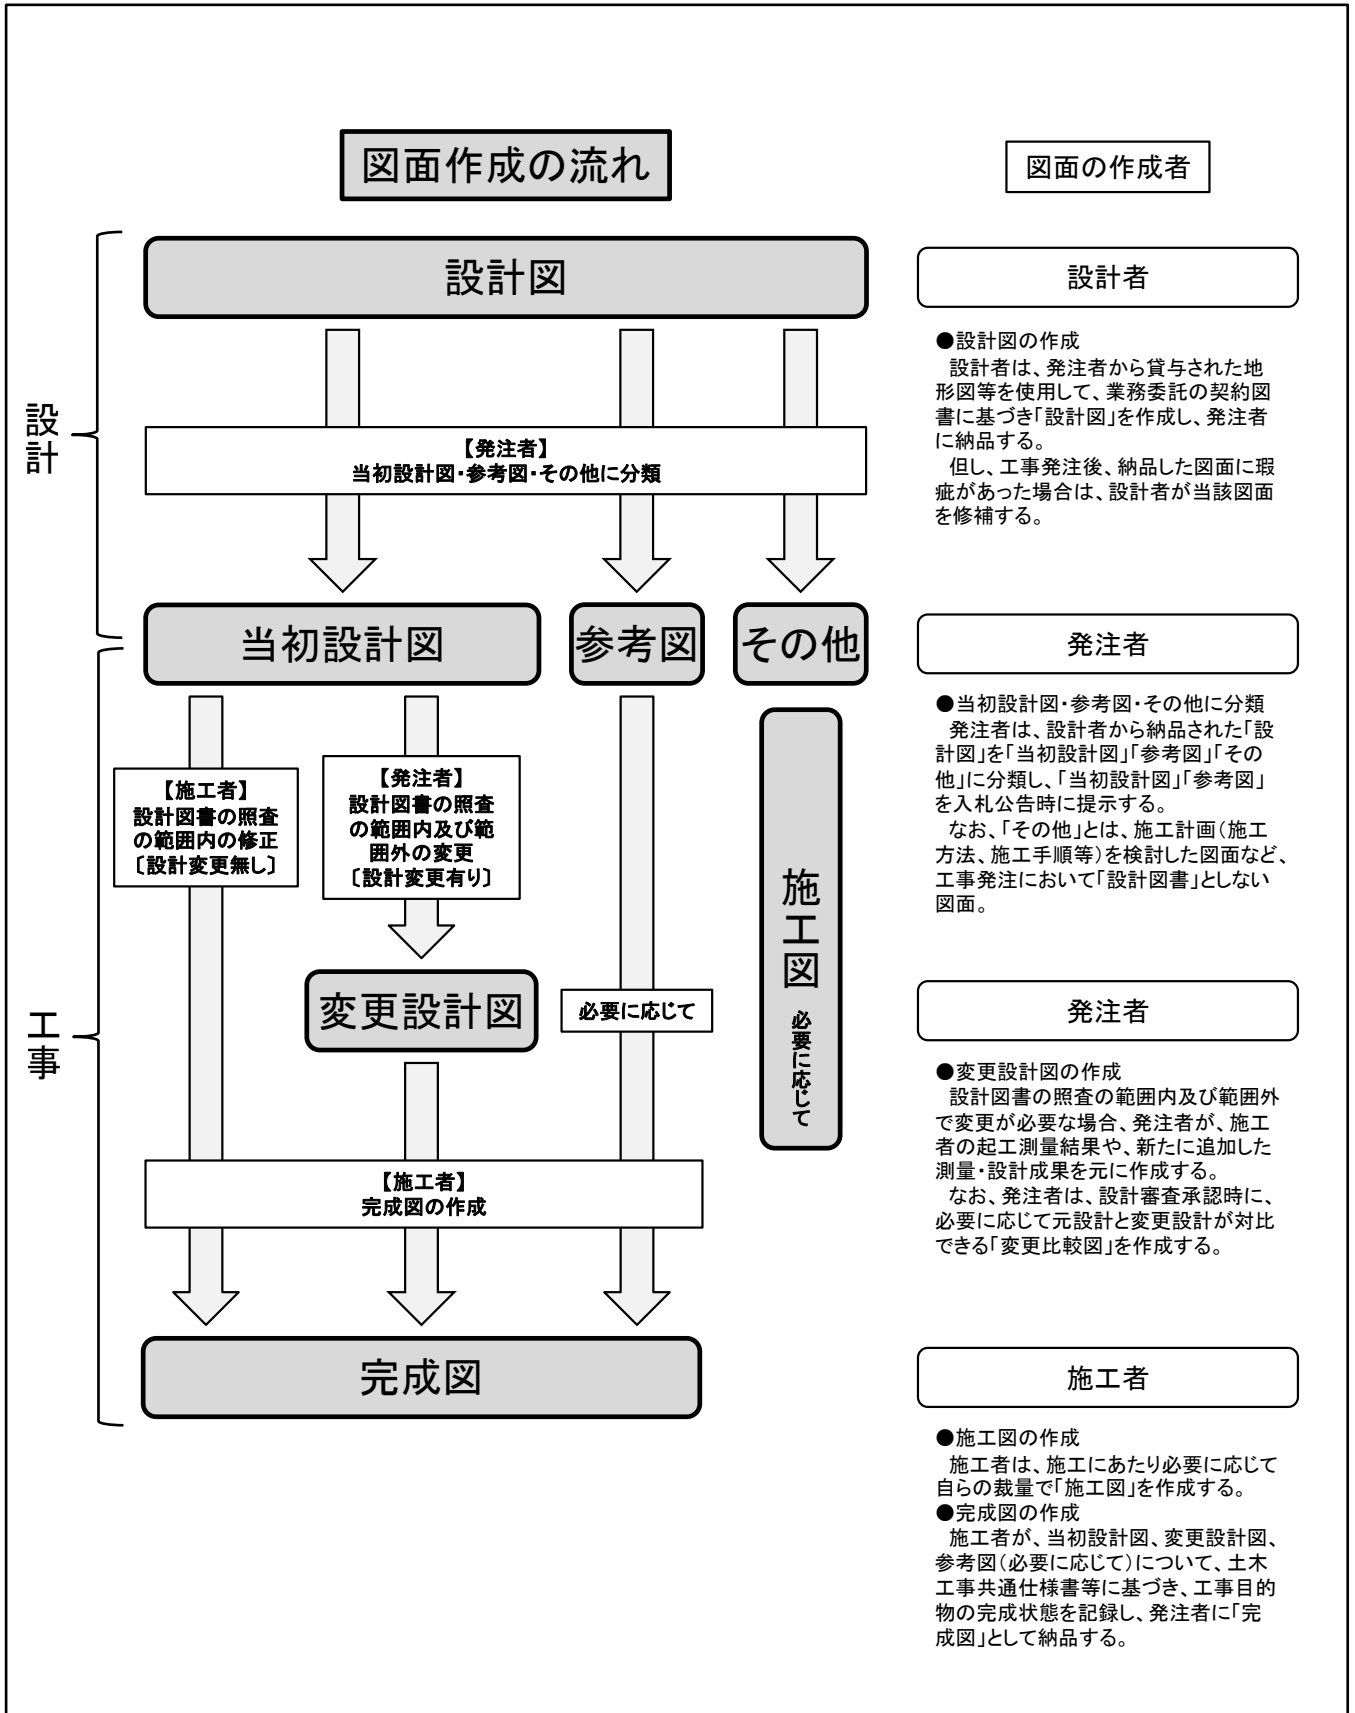 図面作成の流れ
図面の作成者
設計
設計図
【発注者】
当初設計図・参考図・その他に分類
当初設計図
参考図
その他
工事
【施工者】
設計図書の照査
の範囲内の修正
〔設計変更無し〕
【発注者】
設計図書の照査
の範囲内及び範
囲外の変更
〔設計変更有り〕
変更設計図
必要に応じて
施工図 必要に応じて
【施工者】
完成図の作成
完成図
設計者
●設計図の作成
設計者は、発注者から貸与された地
形図等を使用して、業務委託の契約図
書に基づき「設計図」を作成し、発注者
に納品する。
但し、工事発注後、納品した図面に瑕
疵があった場合は、設計者が当該図面
を修補する。
発注者
●当初設計図・参考図・その他に分類
発注者は、設計者から納品された「設
計図」を「当初設計図」「参考図」「その
他」に分類し、「当初設計図」「参考図」
を入札公告時に提示する。
なお、「その他」とは、施工計画(施工
方法、施工手順等)を検討した図面など、
工事発注において「設計図書」としない
図面。
発注者
●変更設計図の作成
設計図書の照査の範囲内及び範囲外
で変更が必要な場合、発注者が、施工
者の起工測量結果や、新たに追加した
測量・設計成果を元に作成する。
なお、発注者は、設計審査承認時に、
必要に応じて元設計と変更設計が対比
できる「変更比較図」を作成する。
施工者
●施工図の作成
施工者は、施工にあたり必要に応じて
自らの裁量で「施工図」を作成する。
●完成図の作成
施工者が、当初設計図、変更設計図、
参考図(必要に応じて)について、土木
工事共通仕様書等に基づき、工事目的
物の完成状態を記録し、発注者に「完
成図」として納品する。